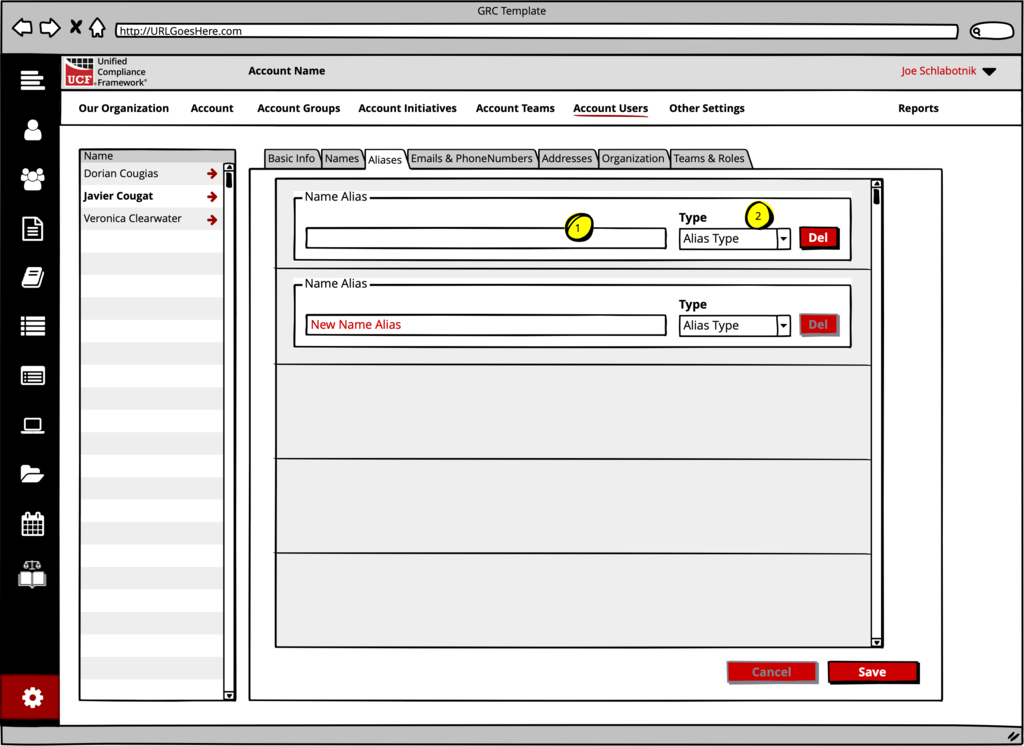 GRC Template
http://URLGoesHere.com
UCF Unified
Compliance
Framework®
Account Name
Joe Schlabotnik
Our Organization Account Account Groups Account Initiatives Account Teams Account Users Other Settings Reports
Name
Dorian Cougias
Javier Cougat
Veronica Clearwater
Basic Info Names Aliases Emails & PhoneNumbers Addresses Organization Teams & Roles
Name Alias
1
Type
2
Alias Type
Del
Name Alias
Type
New Name Alias
Alias Type
Del
Cancel
Save